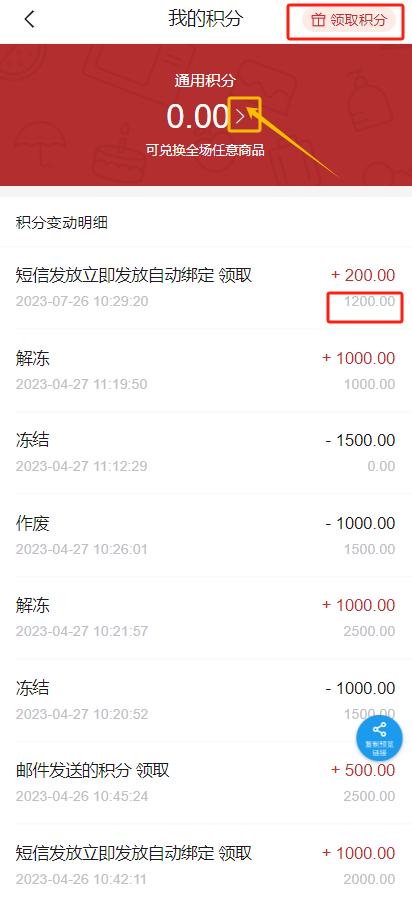 我的积分
领取积分
通用积分
0.00
可兑换全场任意商品
积分变动明细
短信发放立即发放自动绑定 领取
+ 200.00
2023-07-26 10:29:20
1200.00
解冻
+ 1000.00
2023-04-27 11:19:50
1000.00
冻结
- 1500.00
2023-04-27 11:12:29
0.00
作废
- 1000.00
2023-04-27 10:26:01
1500.00
解冻
+ 1000.00
2023-04-27 10:21:57
2500.00
冻结
- 1000.00
2023-04-27 10:20:52
1500.00
复制预览
链接
邮件发送的积分 领取
+ 500.00
2023-04-26 10:45:24
2500.00
短信发放立即发放自动绑定 领取
+ 1000.00
2023-04-26 10:42:11
2000.00